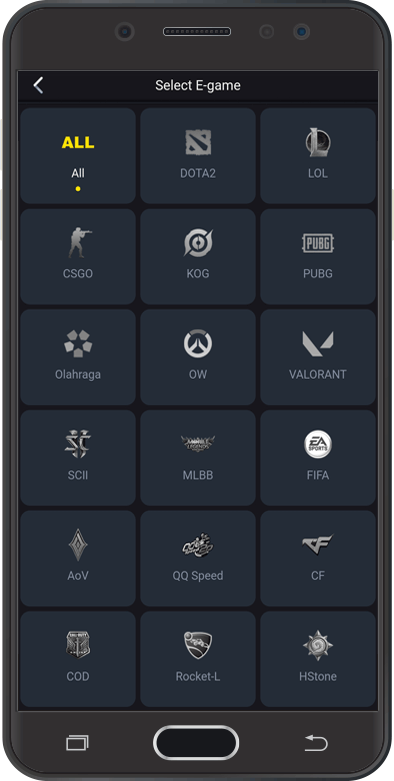 Select E-game
ALL
All
DOTA2
LOL
CSGO
KOG
PUBG
PUBG
Olahraga
OW
VALORANT
SCII
MLBB
EA
SPORTS
FIFA
AoV
QQ Speed
CF
COD
Rocket-L
HStone